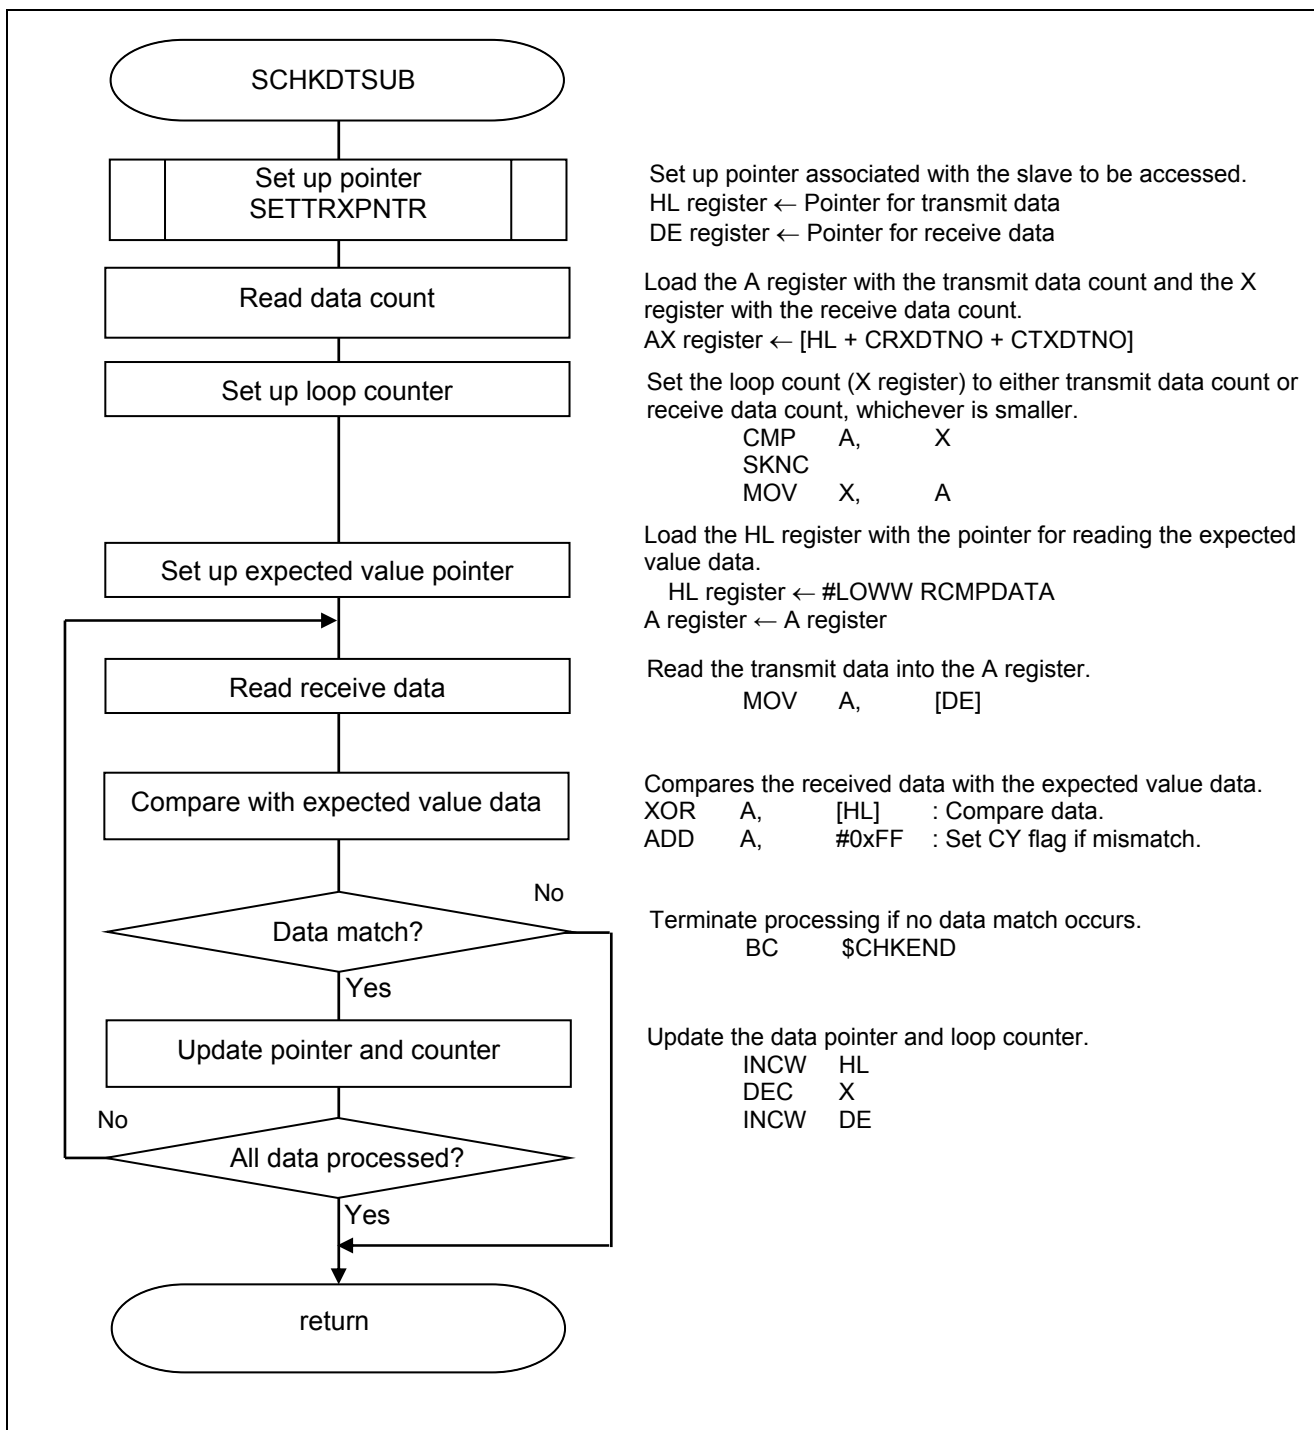 SCHKDTSUB
Set up pointer
SETTRXPNTR
Set up pointer associated with the slave to be accessed.
HL register ← Pointer for transmit data
DE register ← Pointer for receive data
Read data count
Load the A register with the transmit data count and the X
register with the receive data count.
AX register ← [HL + CRXDTNO + CTXDTNO]
Set up loop counter
Set the loop count (X register) to either transmit data count or
receive data count, whichever is smaller.
CMP A, X
SKNC
MOV X, A
Set up expected value pointer
Load the HL register with the pointer for reading the expected
value data.
HL register ← #LOWW RCMPDATA
A register ← A register
Read receive data
Read the transmit data into the A register.
MOV A, [DE]
Compare with expected value data
Compares the received data with the expected value data.
XOR A, [HL] : Compare data.
ADD A, #0xFF : Set CY flag if mismatch.
No
Data match?
Yes
Terminate processing if no data match occurs.
BC $CHKEND
Update pointer and counter
Update the data pointer and loop counter.
INCW HL
DEC X
INCW DE
No
All data processed?
Yes
return